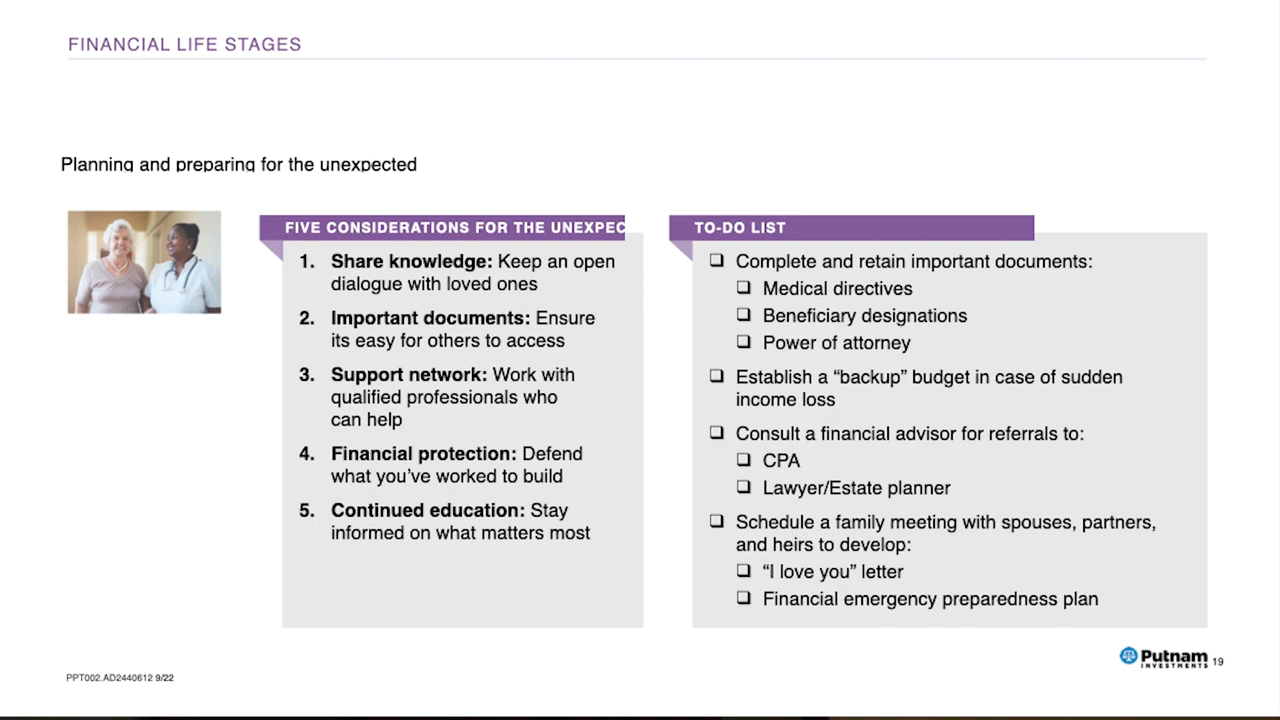 FINANCIAL LIFE STAGES
Planning and preparing for the unexpected
FIVE CONSIDERATIONS FOR THE UNEXPEC
1. Share knowledge: Keep an open
dialogue with loved ones
2. Important documents: Ensure
its easy for others to access
3. Support network: Work with
qualified professionals who
can help
4. Financial protection: Defend
what you’ve worked to build
5. Continued education: Stay
informed on what matters most
TO-DO LIST
❑ Complete and retain important documents:
❑ Medical directives
❑ Beneficiary designations
❑ Power of attorney
❑ Establish a “backup” budget in case of sudden
income loss
❑ Consult a financial advisor for referrals to:
❑ CPA
❑ Lawyer/Estate planner
❑ Schedule a family meeting with spouses, partners,
and heirs to develop:
❑ “I love you” letter
❑ Financial emergency preparedness plan
Putnam
INVESTMENTS
19
PPT002.AD2440612 9/22